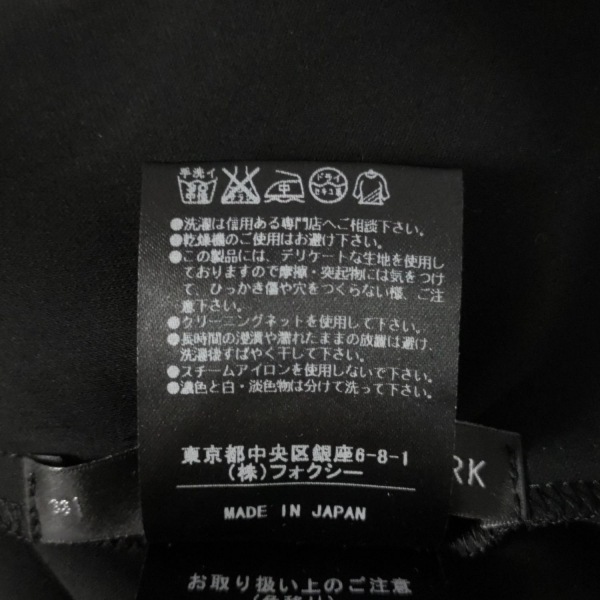 手洗イ
ドライ
セキユ系
中
●洗濯は信用ある専門店へご相談下さい。
●乾燥機のご使用はお避け下さい。
●この製品には、デリケートな生地を使用し
ておりますので摩擦・突起物には気をつけ
て、ひっかき傷や穴をつくらない様、ご注
意下さい。
●クリーニングネットを使用して下さい。
●長時間の浸漬や濡れたままの放置は避け、
洗濯後すばやく干して下さい。
●スチームアイロンを使用しないで下さい。
●濃色と白・淡色物は分けて洗って下さい。
東京都中央区銀座6-8-1
(株)フォクシー
MADE IN JAPAN
RK
お取り扱い上のご注意